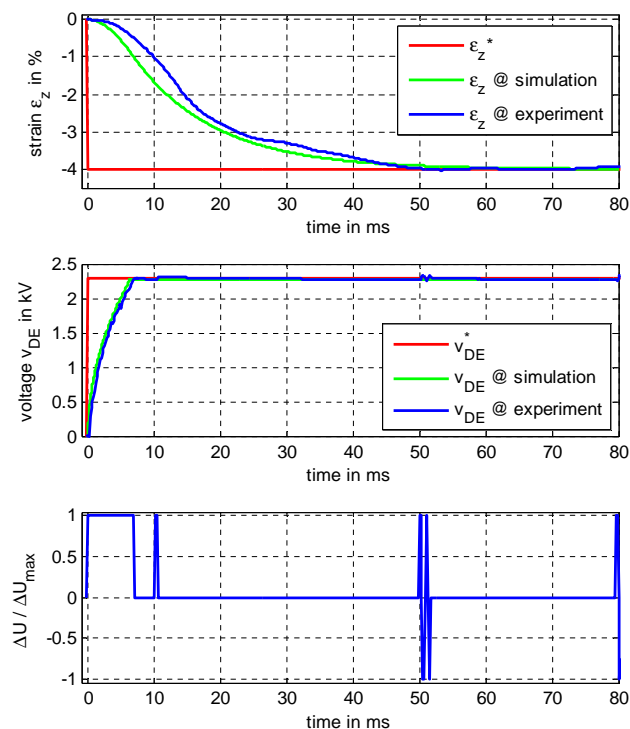 0
-1
-2
-3
-4
strain ε_z in %
ε_z*
ε_z @ simulation
ε_z @ experiment
0 10 20 30 40 50 60 70 80
time in ms
2.5
2
1.5
1
0.5
0
voltage v_DE in kV
v*_DE
v_DE @ simulation
v_DE @ experiment
0 10 20 30 40 50 60 70 80
time in ms
1
0.5
0
-0.5
-1
ΔU / ΔU_max
0 10 20 30 40 50 60 70 80
time in ms